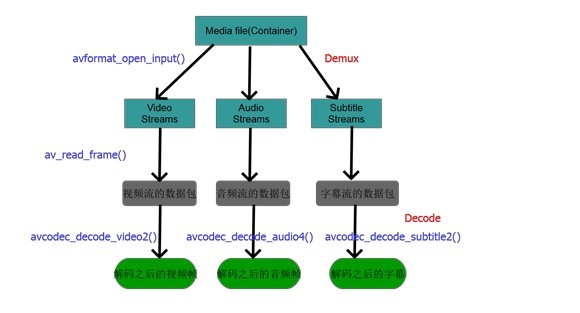 Media file(Container)
avformat_open_input()
Demux
Video
Streams
Audio
Streams
Subtitle
Streams
av_read_frame()
视频流的数据包
音频流的数据包
字幕流的数据包
Decode
avcodec_decode_video2()
avcodec_decode_audio4()
avcodec_decode_subtitle2()
解码之后的视频帧
解码之后的音频帧
解码之后的字幕